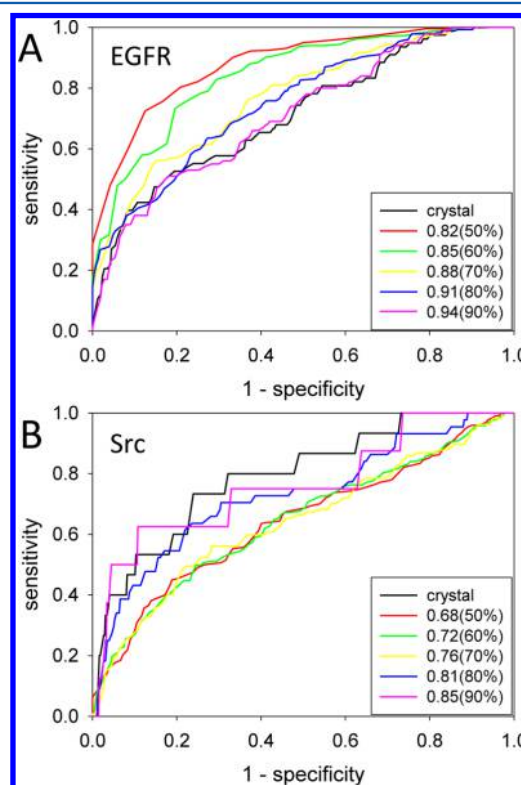 A
EGFR
sensitivity
1.0
0.8
0.6
0.4
0.2
0.0
crystal
0.82(50%)
0.85(60%)
0.88(70%)
0.91(80%)
0.94(90%)
0.0 0.2 0.4 0.6 0.8 1.0
1 - specificity
B
Src
sensitivity
1.0
0.8
0.6
0.4
0.2
0.0
crystal
0.68(50%)
0.72(60%)
0.76(70%)
0.81(80%)
0.85(90%)
0.0 0.2 0.4 0.6 0.8 1.0
1 - specificity